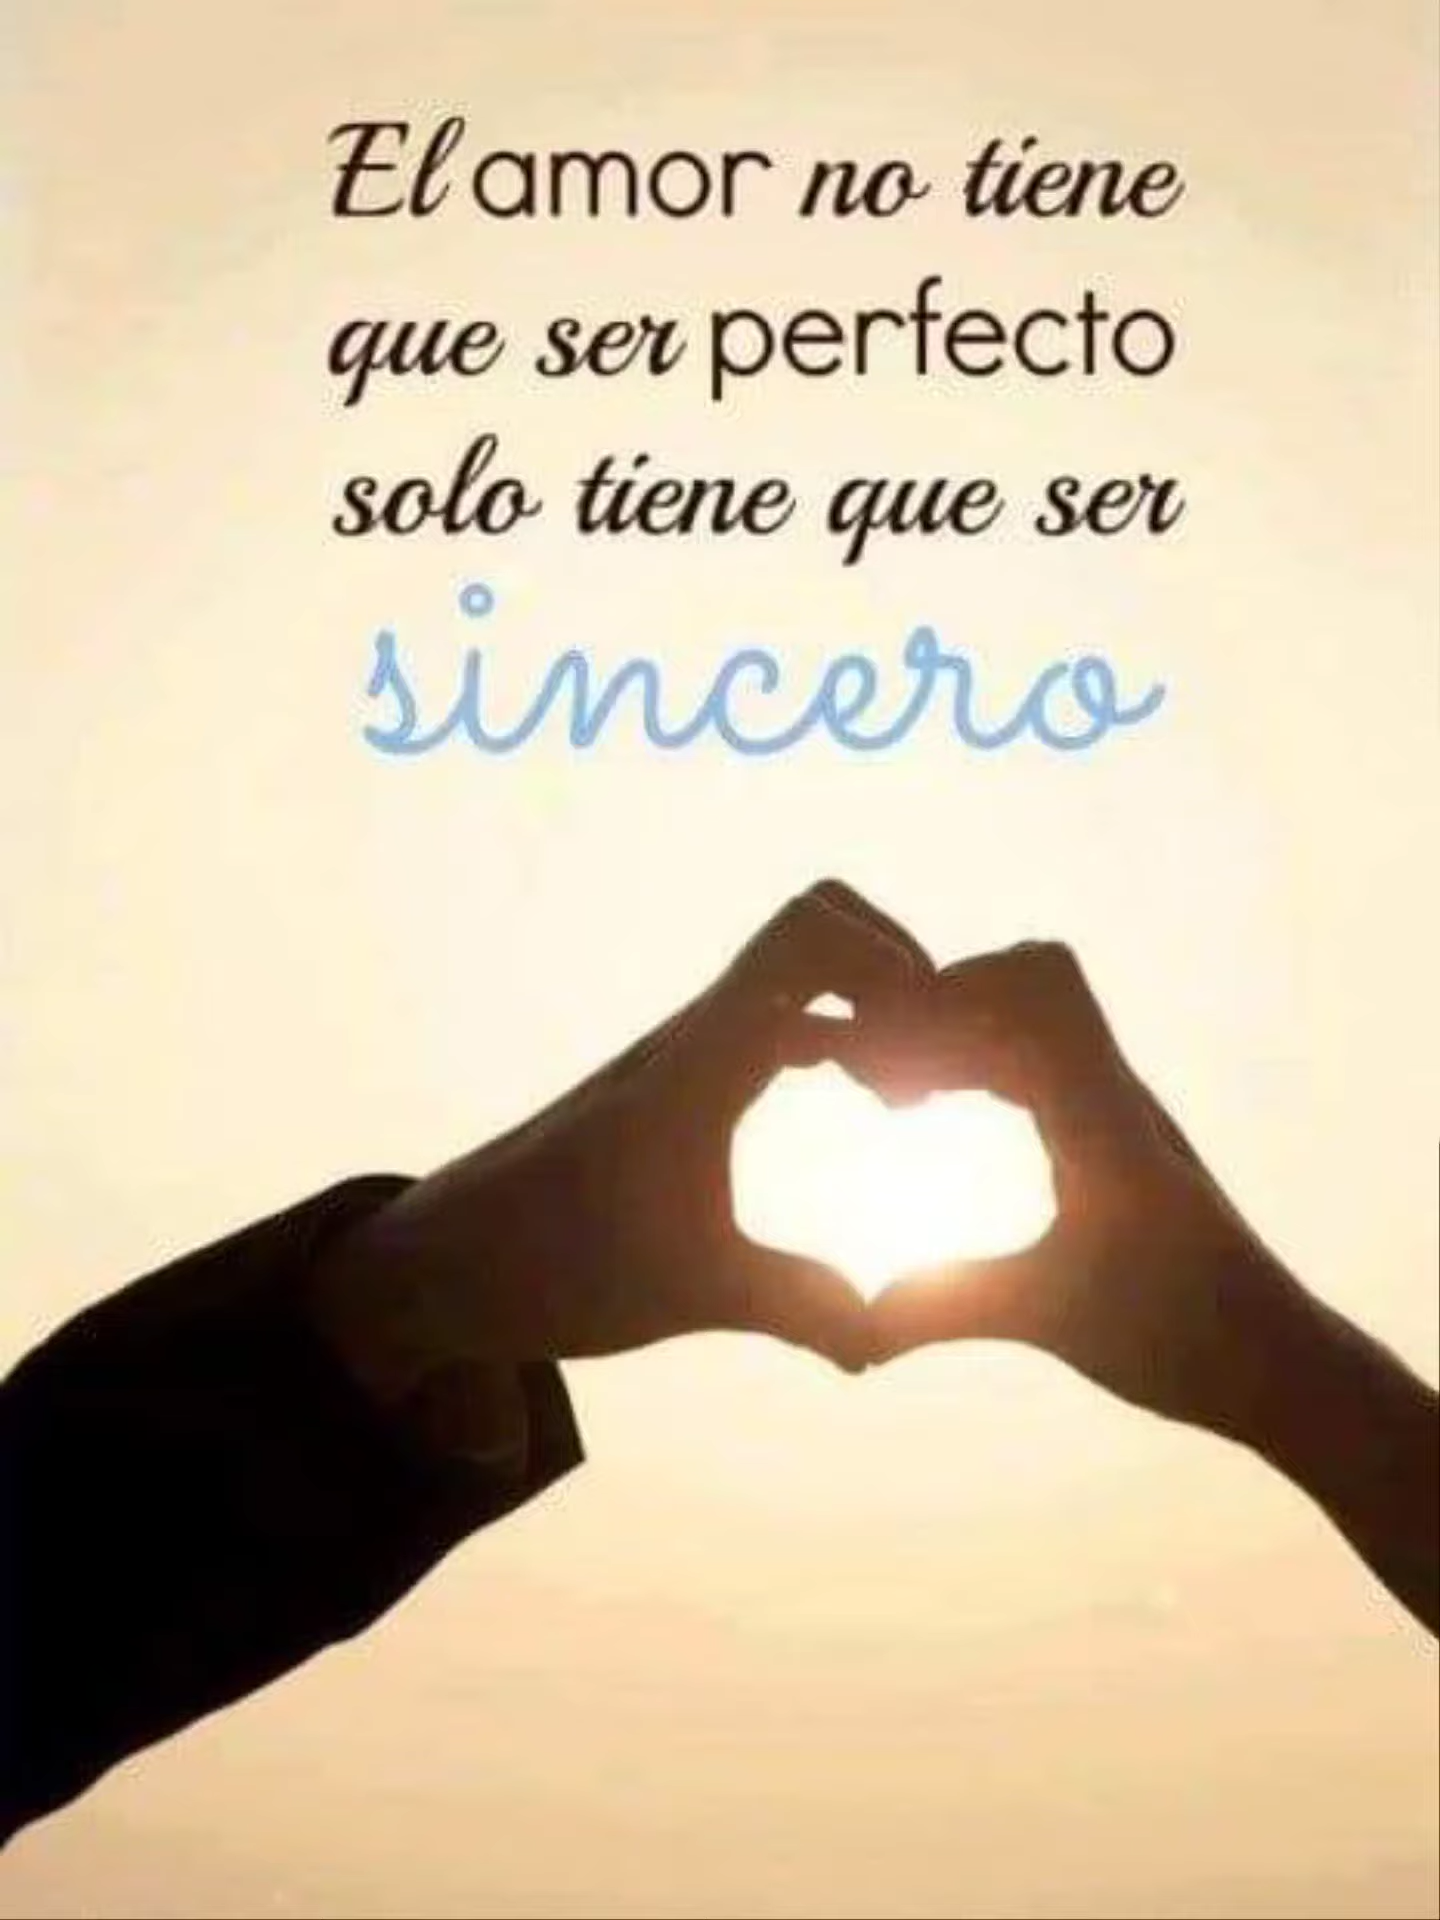 El amor no tiene
que ser perfecto
solo tiene que ser
sincero